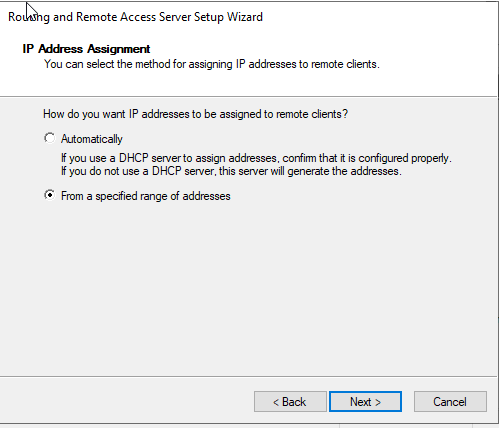 Routing and Remote Access Server Setup Wizard
IP Address Assignment
You can select the method for assigning IP addresses to remote clients.
How do you want IP addresses to be assigned to remote clients?
Automatically
If you use a DHCP server to assign addresses, confirm that it is configured properly.
If you do not use a DHCP server, this server will generate the addresses.
From a specified range of addresses
< Back
Next >
Cancel